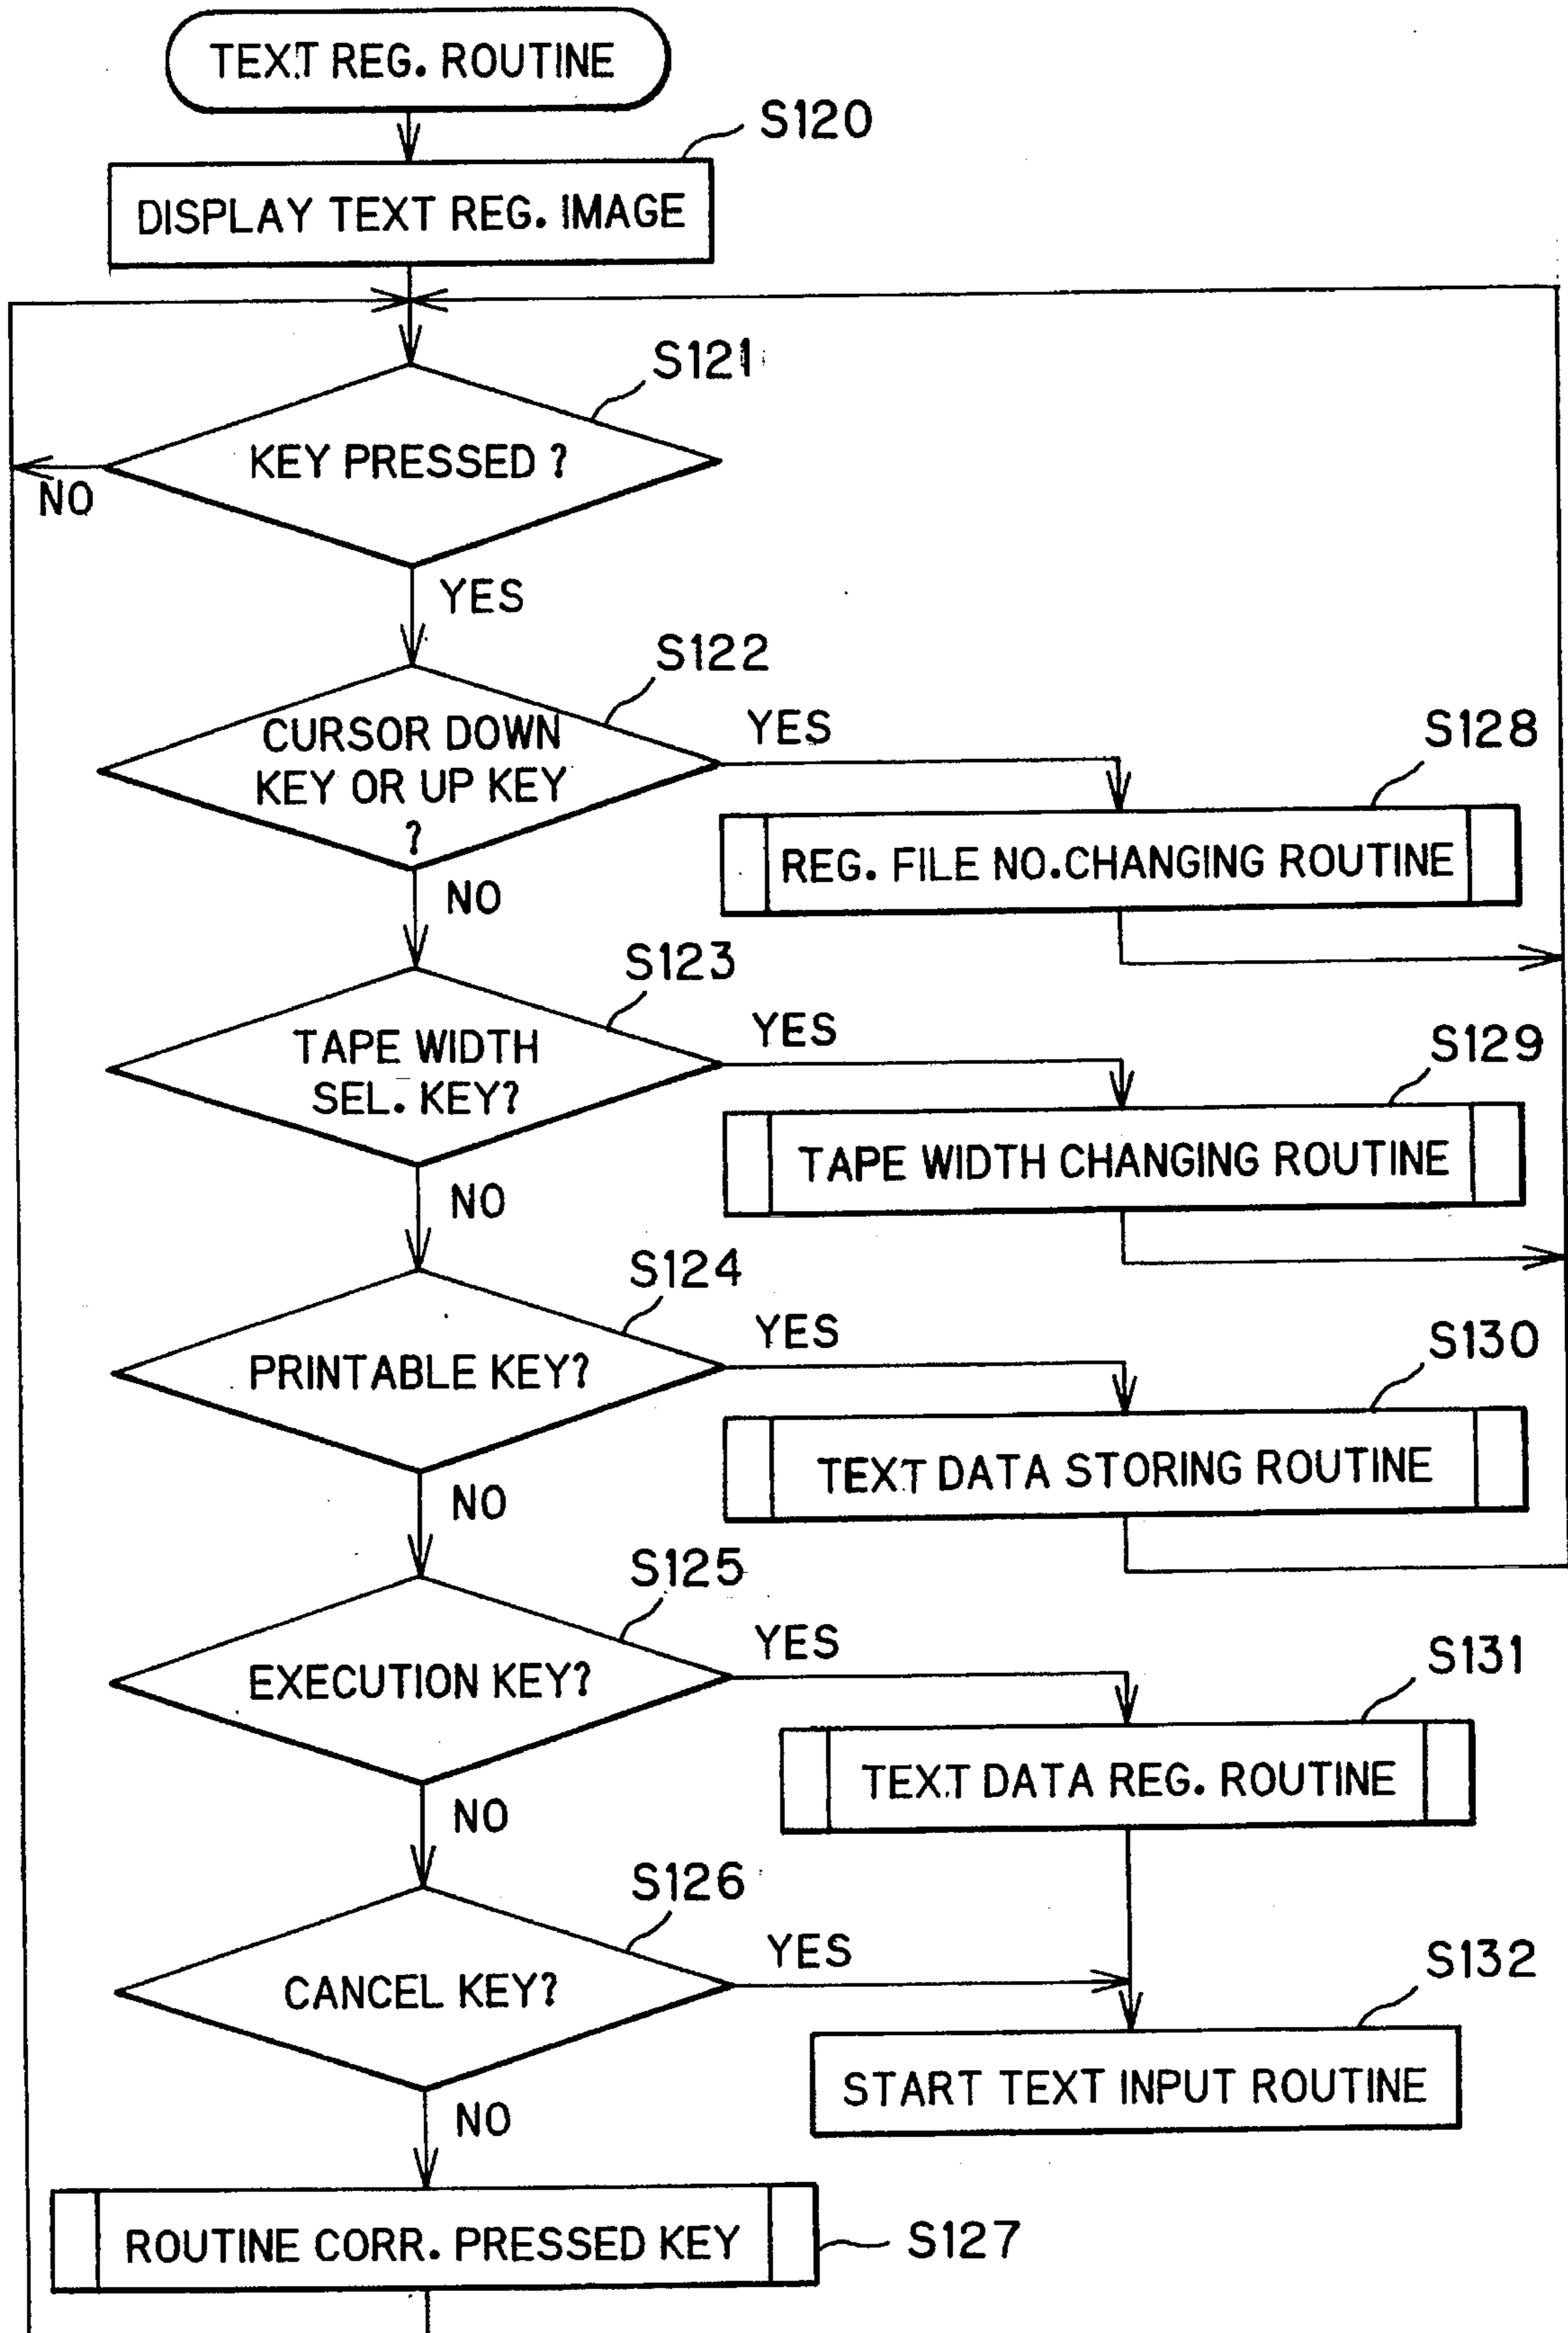 TEXT REG. ROUTINE
S120
DISPLAY TEXT REG. IMAGE
S121
KEY PRESSED ?
NO
YES
S122
CURSOR DOWN
KEY OR UP KEY
?
YES
S128
REG. FILE NO.CHANGING ROUTINE
NO
S123
TAPE WIDTH
SEL. KEY?
YES
S129
TAPE WIDTH CHANGING ROUTINE
NO
S124
PRINTABLE KEY?
YES
S130
TEXT DATA STORING ROUTINE
NO
S125
EXECUTION KEY?
YES
S131
TEXT DATA REG. ROUTINE
NO
S126
CANCEL KEY?
YES
S132
START TEXT INPUT ROUTINE
NO
ROUTINE CORR. PRESSED KEY
S127